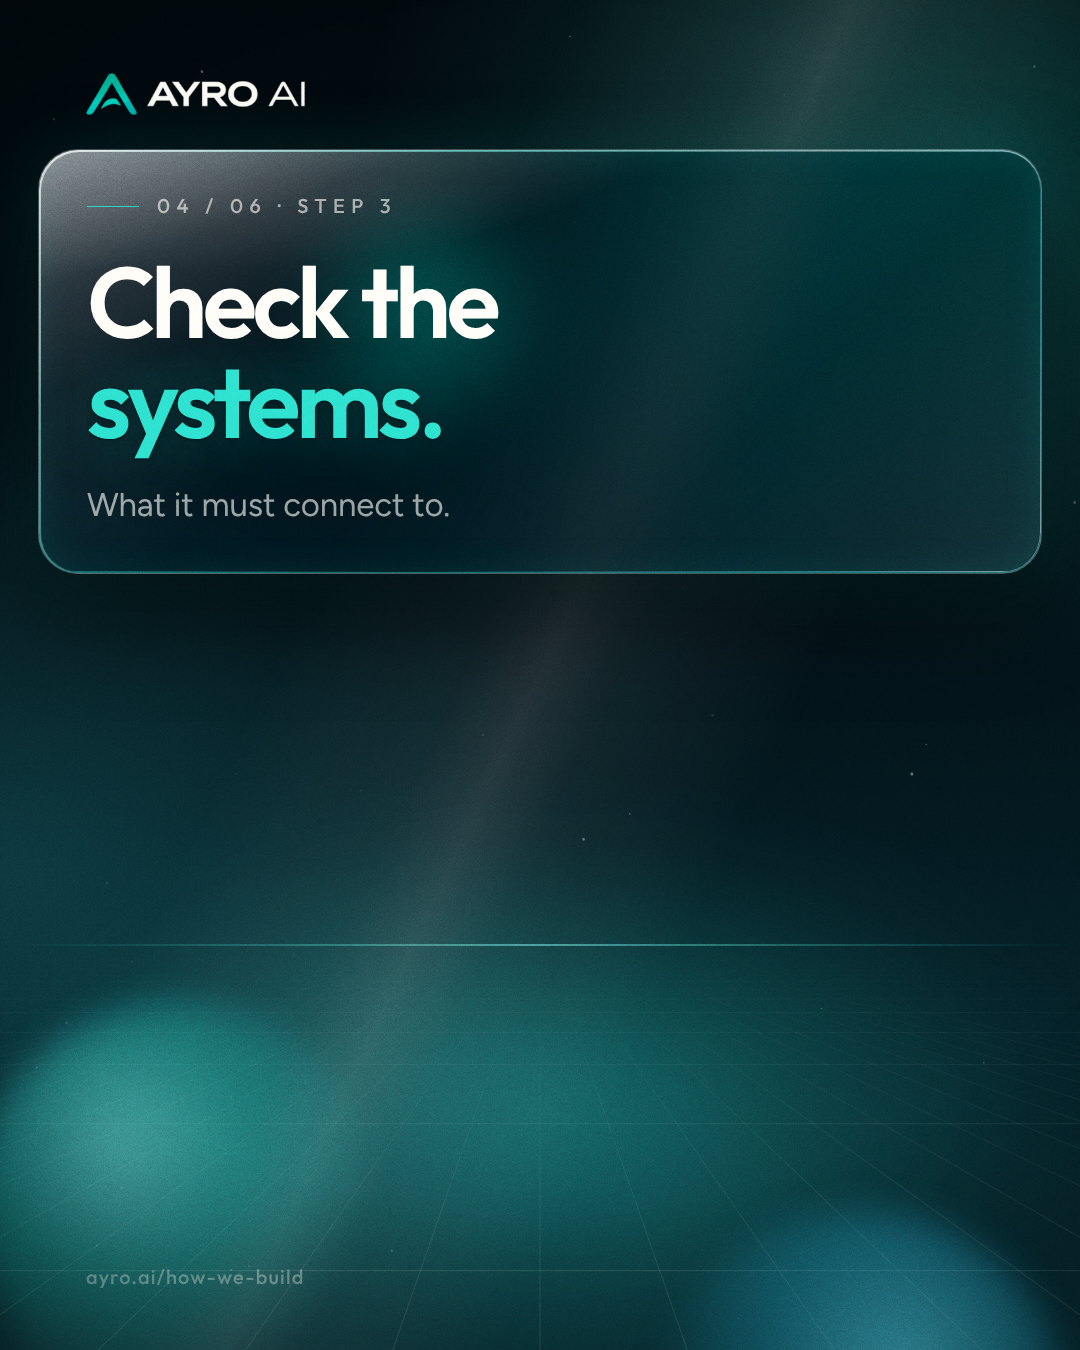 AYRO AI
04 / 06 · STEP 3
Check the
systems.
What it must connect to.
ayro.ai/how-we-build